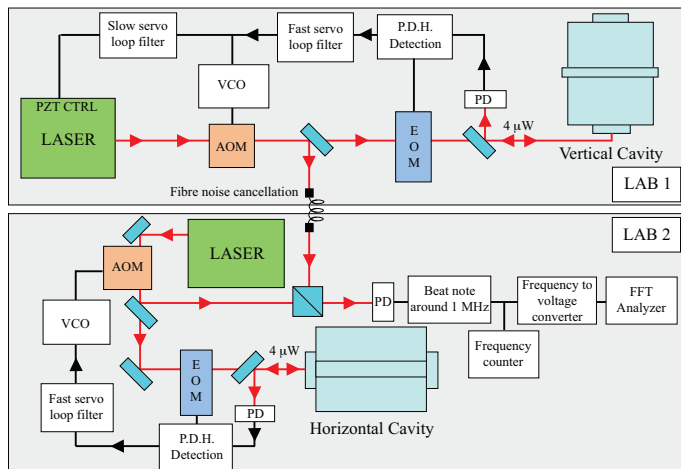 Slow servo
loop filter
Fast servo
loop filter
P.D.H.
Detection
VCO
PD
PZT CTRL
LASER
AOM
E
O
M
4 µW
Vertical Cavity
Fibre noise cancellation
LAB 1
LAB 2
LASER
AOM
VCO
PD
Beat note
around 1 MHz
Frequency to
voltage
converter
FFT
Analyzer
Frequency
counter
E
O
M
4 µW
Fast servo
loop filter
PD
P.D.H.
Detection
Horizontal Cavity